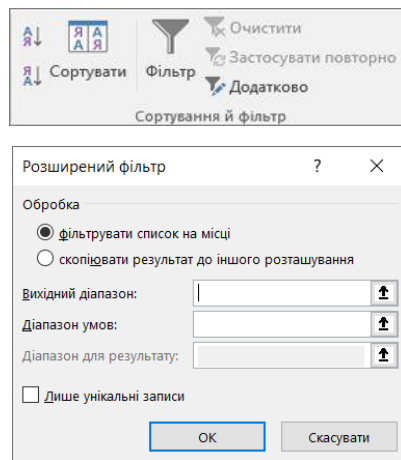 А Я Очистити
Я А А Я Сортувати Фільтр Застосувати повторно
Я А Додатково
Сортування й фільтр
Розширений фільтр ? ×
Обробка
фільтрувати список на місці
скопіювати результат до іншого розташування
Вихідний діапазон:
Діапазон умов:
Діапазон для результату:
Лише унікальні записи
ОК Скасувати